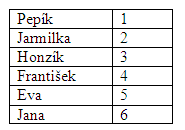 Pepík 1
Jarmilka 2
Honzík 3
František 4
Eva 5
Jana 6